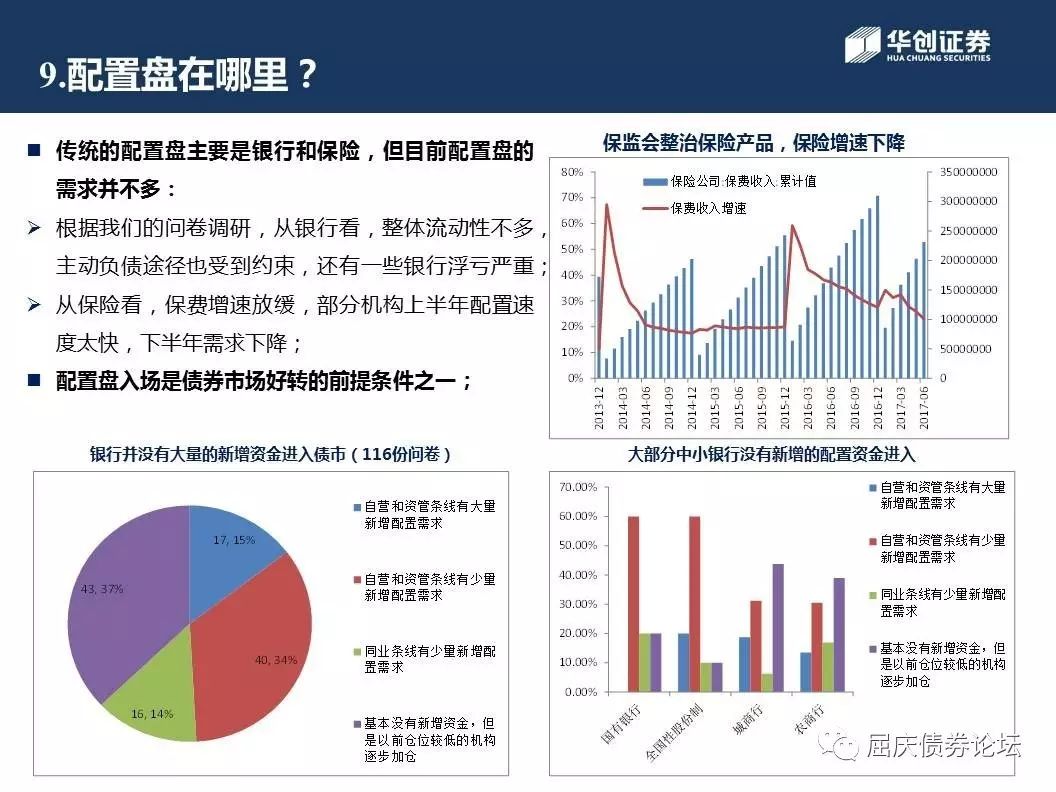 华创证券
HUA CHUANG SECURITIES
9.配置盘在哪里？
传统的配置盘主要是银行和保险，但目前配置盘的
需求并不多：
根据我们的问卷调研，从银行看，整体流动性不多，
主动负债途径也受到约束，还有一些银行浮亏严重；
从保险看，保费增速放缓，部分机构上半年配置速
度太快，下半年需求下降；
配置盘入场是债券市场好转的前提条件之一；
保监会整治保险产品，保险增速下降
保险公司:保费收入:累计值
保费收入增速
80%
70%
60%
50%
40%
30%
20%
10%
0%
350000000
300000000
250000000
200000000
150000000
100000000
50000000
0
2013-12
2014-03
2014-06
2014-09
2014-12
2015-03
2015-06
2015-09
2015-12
2016-03
2016-06
2016-09
2016-12
2017-03
2017-06
银行并没有大量的新增资金进入债市（116份问卷）
17, 15%
40, 34%
16, 14%
43, 37%
自营和资管条线有大量
新增配置需求
自营和资管条线有少量
新增配置需求
同业条线有少量新增配
置需求
基本没有新增资金，但
是以前仓位较低的机构
逐步加仓
大部分中小银行没有新增的配置资金进入
70.00%
60.00%
50.00%
40.00%
30.00%
20.00%
10.00%
0.00%
国有银行
全国性股份制
城商行
农商行
自营和资管条线有大量
新增配置需求
自营和资管条线有少量
新增配置需求
同业条线有少量新增配
置需求
基本没有新增资金，但
是以前仓位较低的机构
逐步加仓
屈庆债券论坛